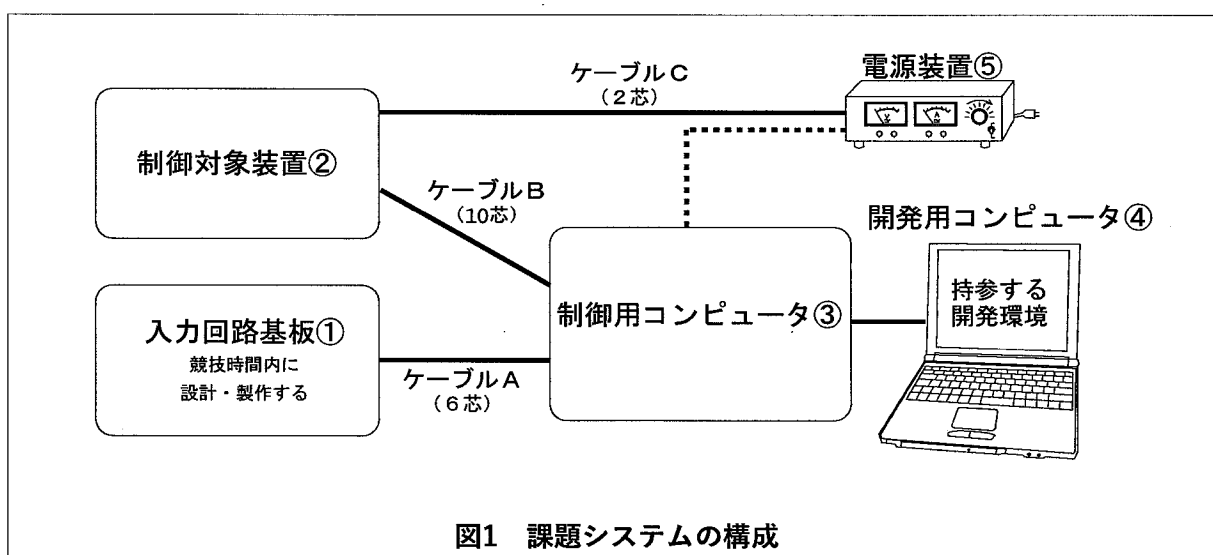 ケーブルC
(2芯)
電源装置⑤
制御対象装置②
ケーブルB
(10芯)
開発用コンピュータ④
持参する
開発環境
制御用コンピュータ③
入力回路基板①
競技時間内に
設計・製作する
ケーブルA
(6芯)
V
A
図1 課題システムの構成